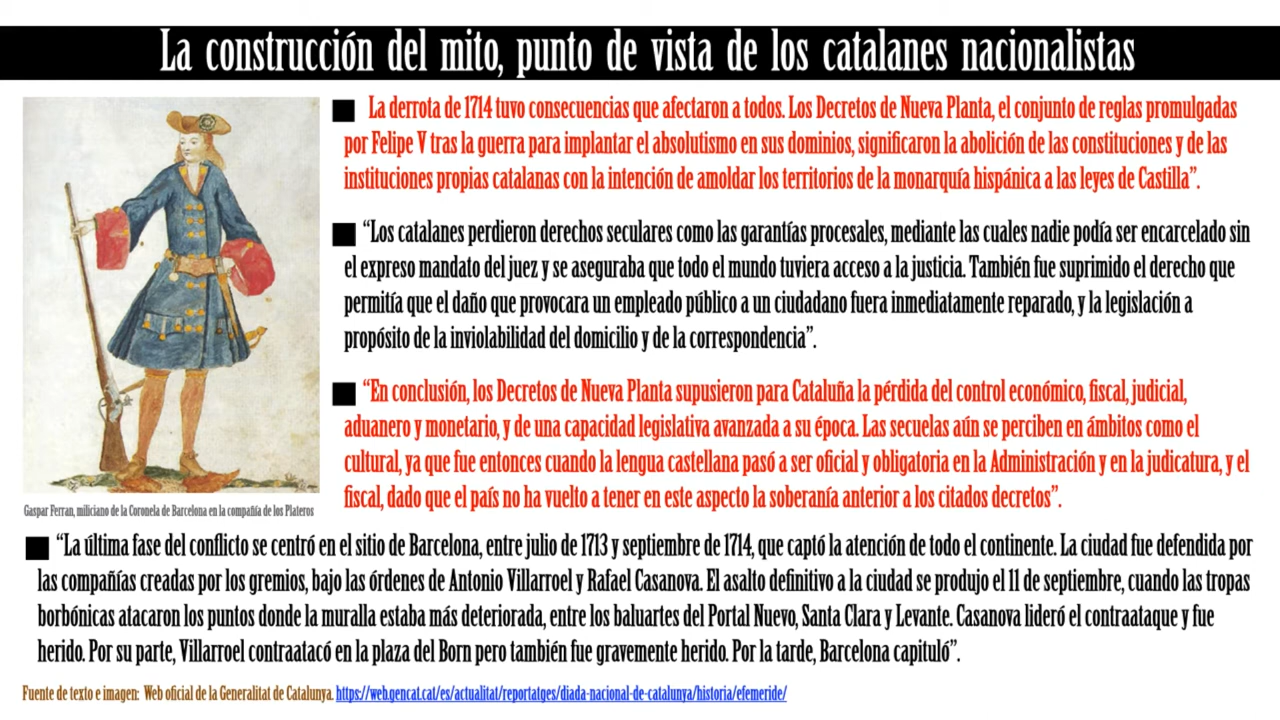 La construcción del mito, punto de vista de los catalanes nacionalistas
La derrota de 1714 tuvo consecuencias que afectaron a todos. Los Decretos de Nueva Planta, el conjunto de reglas promulgadas
por Felipe V tras la guerra para implantar el absolutismo en sus dominios, significaron la abolición de las constituciones y de las
instituciones propias catalanas con la intención de amoldar los territorios de la monarquía hispánica a las leyes de Castilla”.
“Los catalanes perdieron derechos seculares como las garantías procesales, mediante las cuales nadie podía ser encarcelado sin
el expreso mandato del juez y se aseguraba que todo el mundo tuviera acceso a la justicia. También fue suprimido el derecho que
permitía que el daño que provocara un empleado público a un ciudadano fuera inmediatamente reparado, y la legislación a
propósito de la inviolabilidad del domicilio y de la correspondencia”.
“En conclusión, los Decretos de Nueva Planta supusieron para Cataluña la pérdida del control económico, fiscal, judicial,
aduanero y monetario, y de una capacidad legislativa avanzada a su época. Las secuelas aún se perciben en ámbitos como el
cultural, ya que fue entonces cuando la lengua castellana pasó a ser oficial y obligatoria en la Administración y en la judicatura, y el
fiscal, dado que el país no ha vuelto a tener en este aspecto la soberanía anterior a los citados decretos”.
Gaspar Ferran, miliciano de la Coronela de Barcelona en la compañía de los Plateros
“La última fase del conflicto se centró en el sitio de Barcelona, entre julio de 1713 y septiembre de 1714, que captó la atención de todo el continente. La ciudad fue defendida por
las compañías creadas por los gremios, bajo las órdenes de Antonio Villarroel y Rafael Casanova. El asalto definitivo a la ciudad se produjo el 11 de septiembre, cuando las tropas
borbónicas atacaron los puntos donde la muralla estaba más deteriorada, entre los baluartes del Portal Nuevo, Santa Clara y Levante. Casanova lideró el contraataque y fue
herido. Por su parte, Villarroel contraatacó en la plaza del Born pero también fue gravemente herido. Por la tarde, Barcelona capituló”.
Fuente de texto e imagen: Web oficial de la Generalitat de Catalunya. https://web.gencat.cat/es/actualitat/reportatges/diada-nacional-de-catalunya/historia/efemeride/